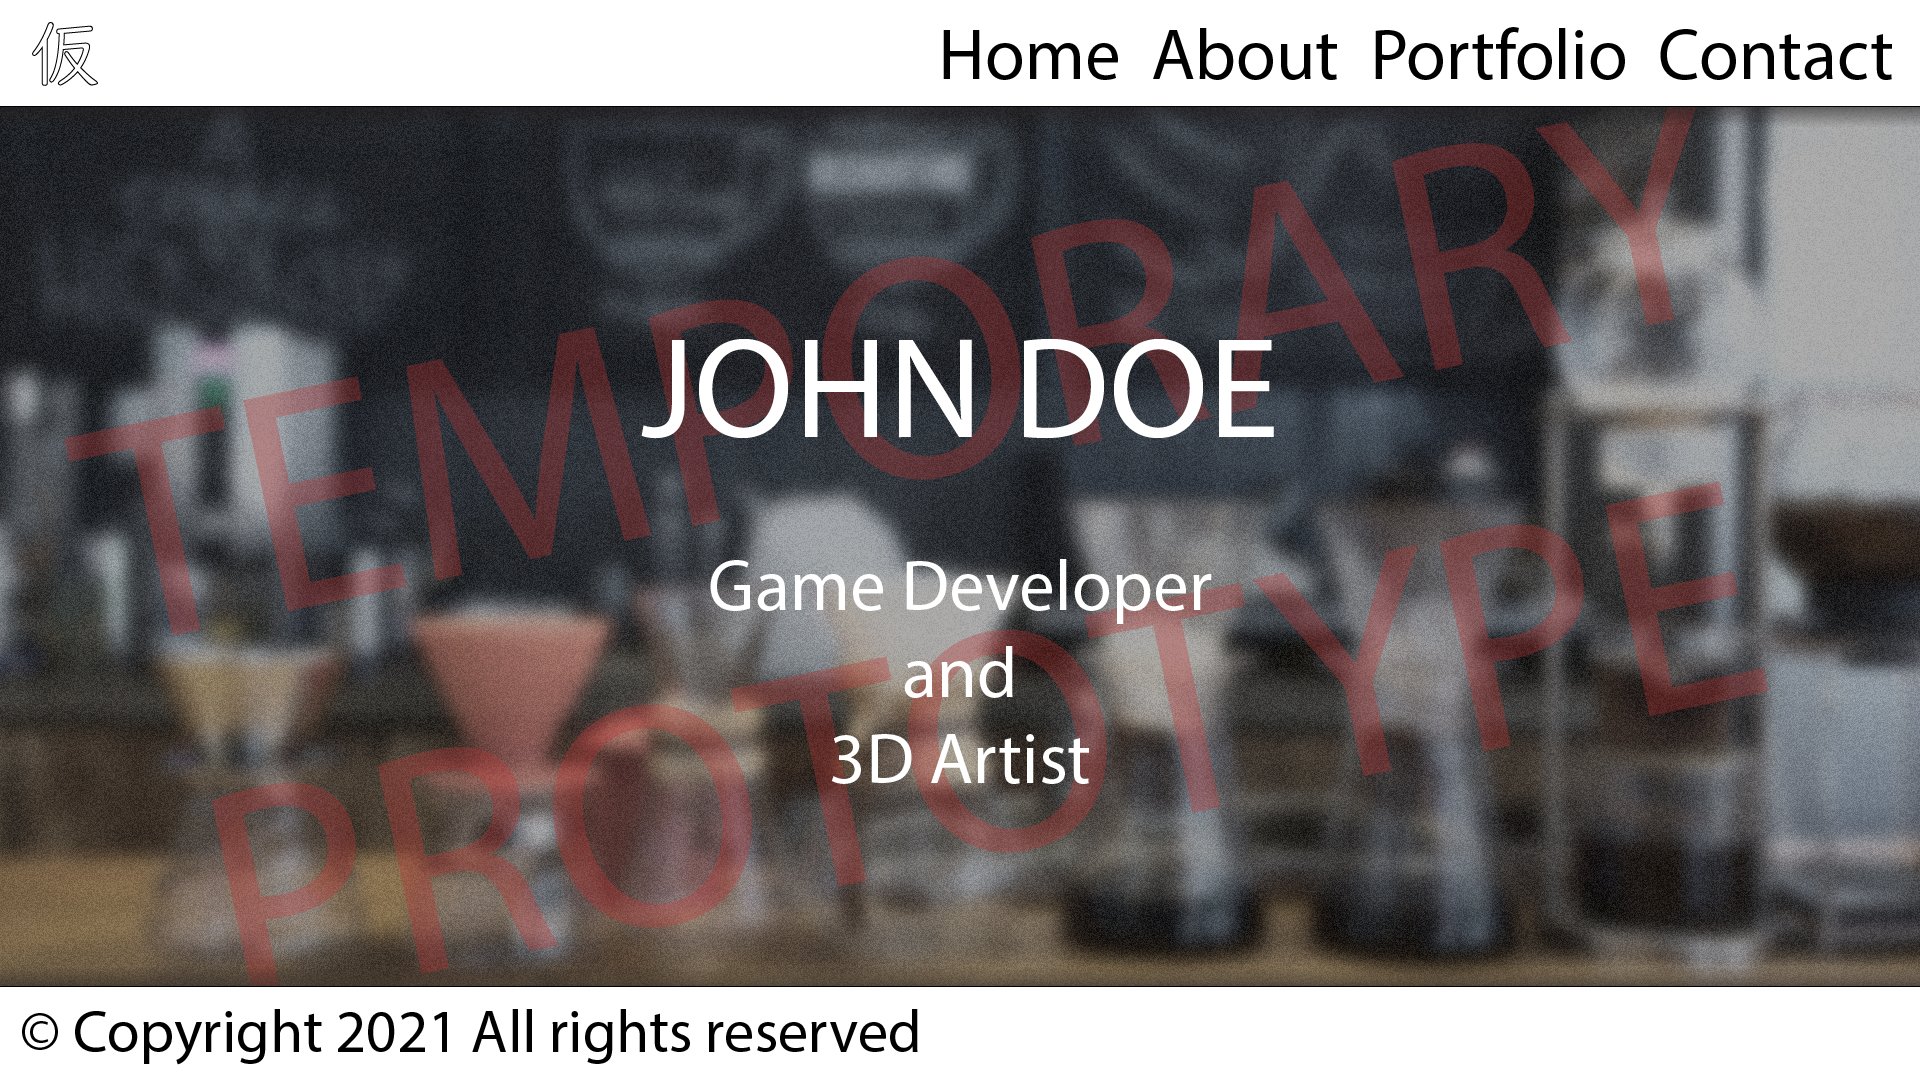 仮
Home About Portfolio Contact
TEMPORARY
JOHN DOE
Game Developer
and
3D Artist
PROTOTYPE
© Copyright 2021 All rights reserved